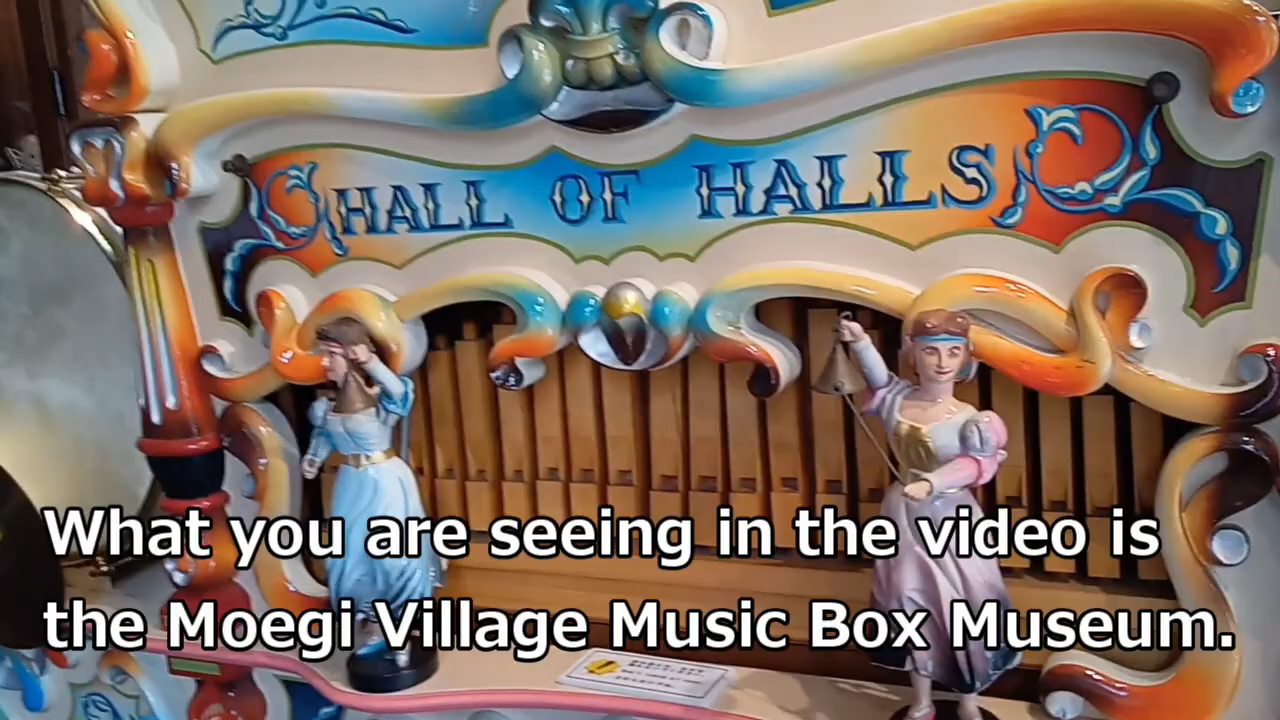 HALL OF HALLS
What you are seeing in the video is
the Moegi Village Music Box Museum.